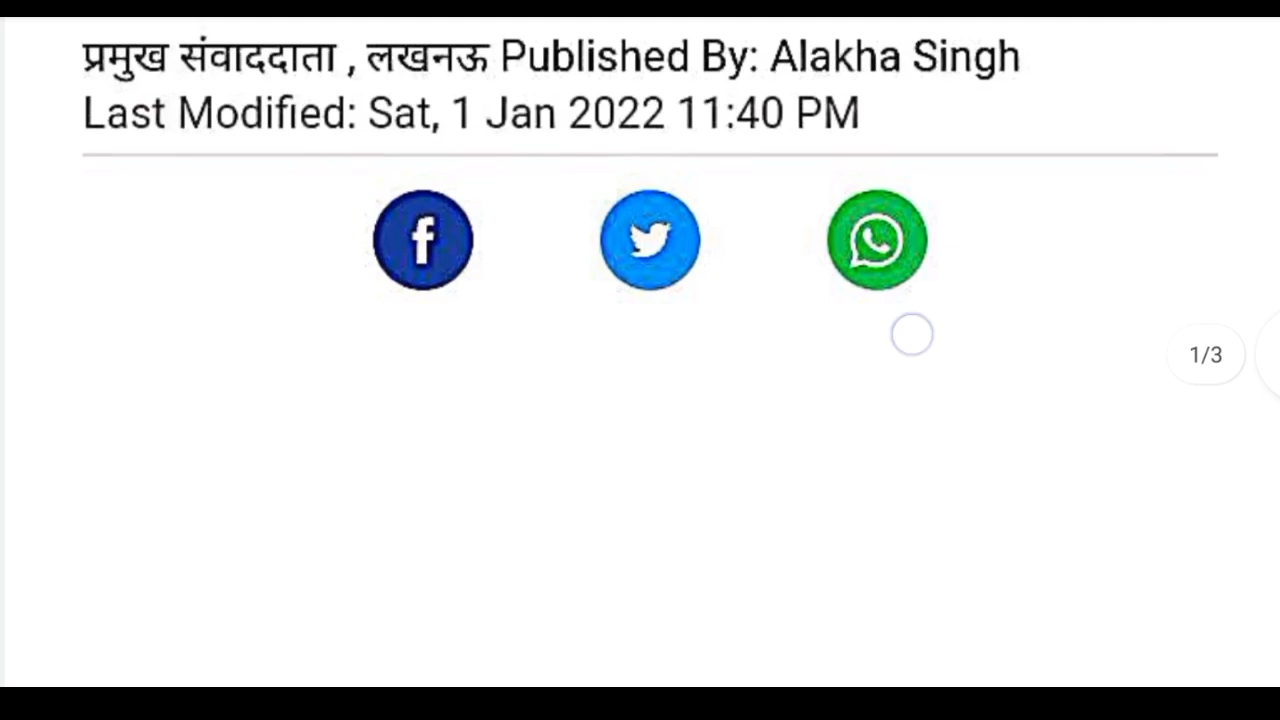 प्रमुख संवाददाता , लखनऊ Published By: Alakha Singh
Last Modified: Sat, 1 Jan 2022 11:40 PM
1/3